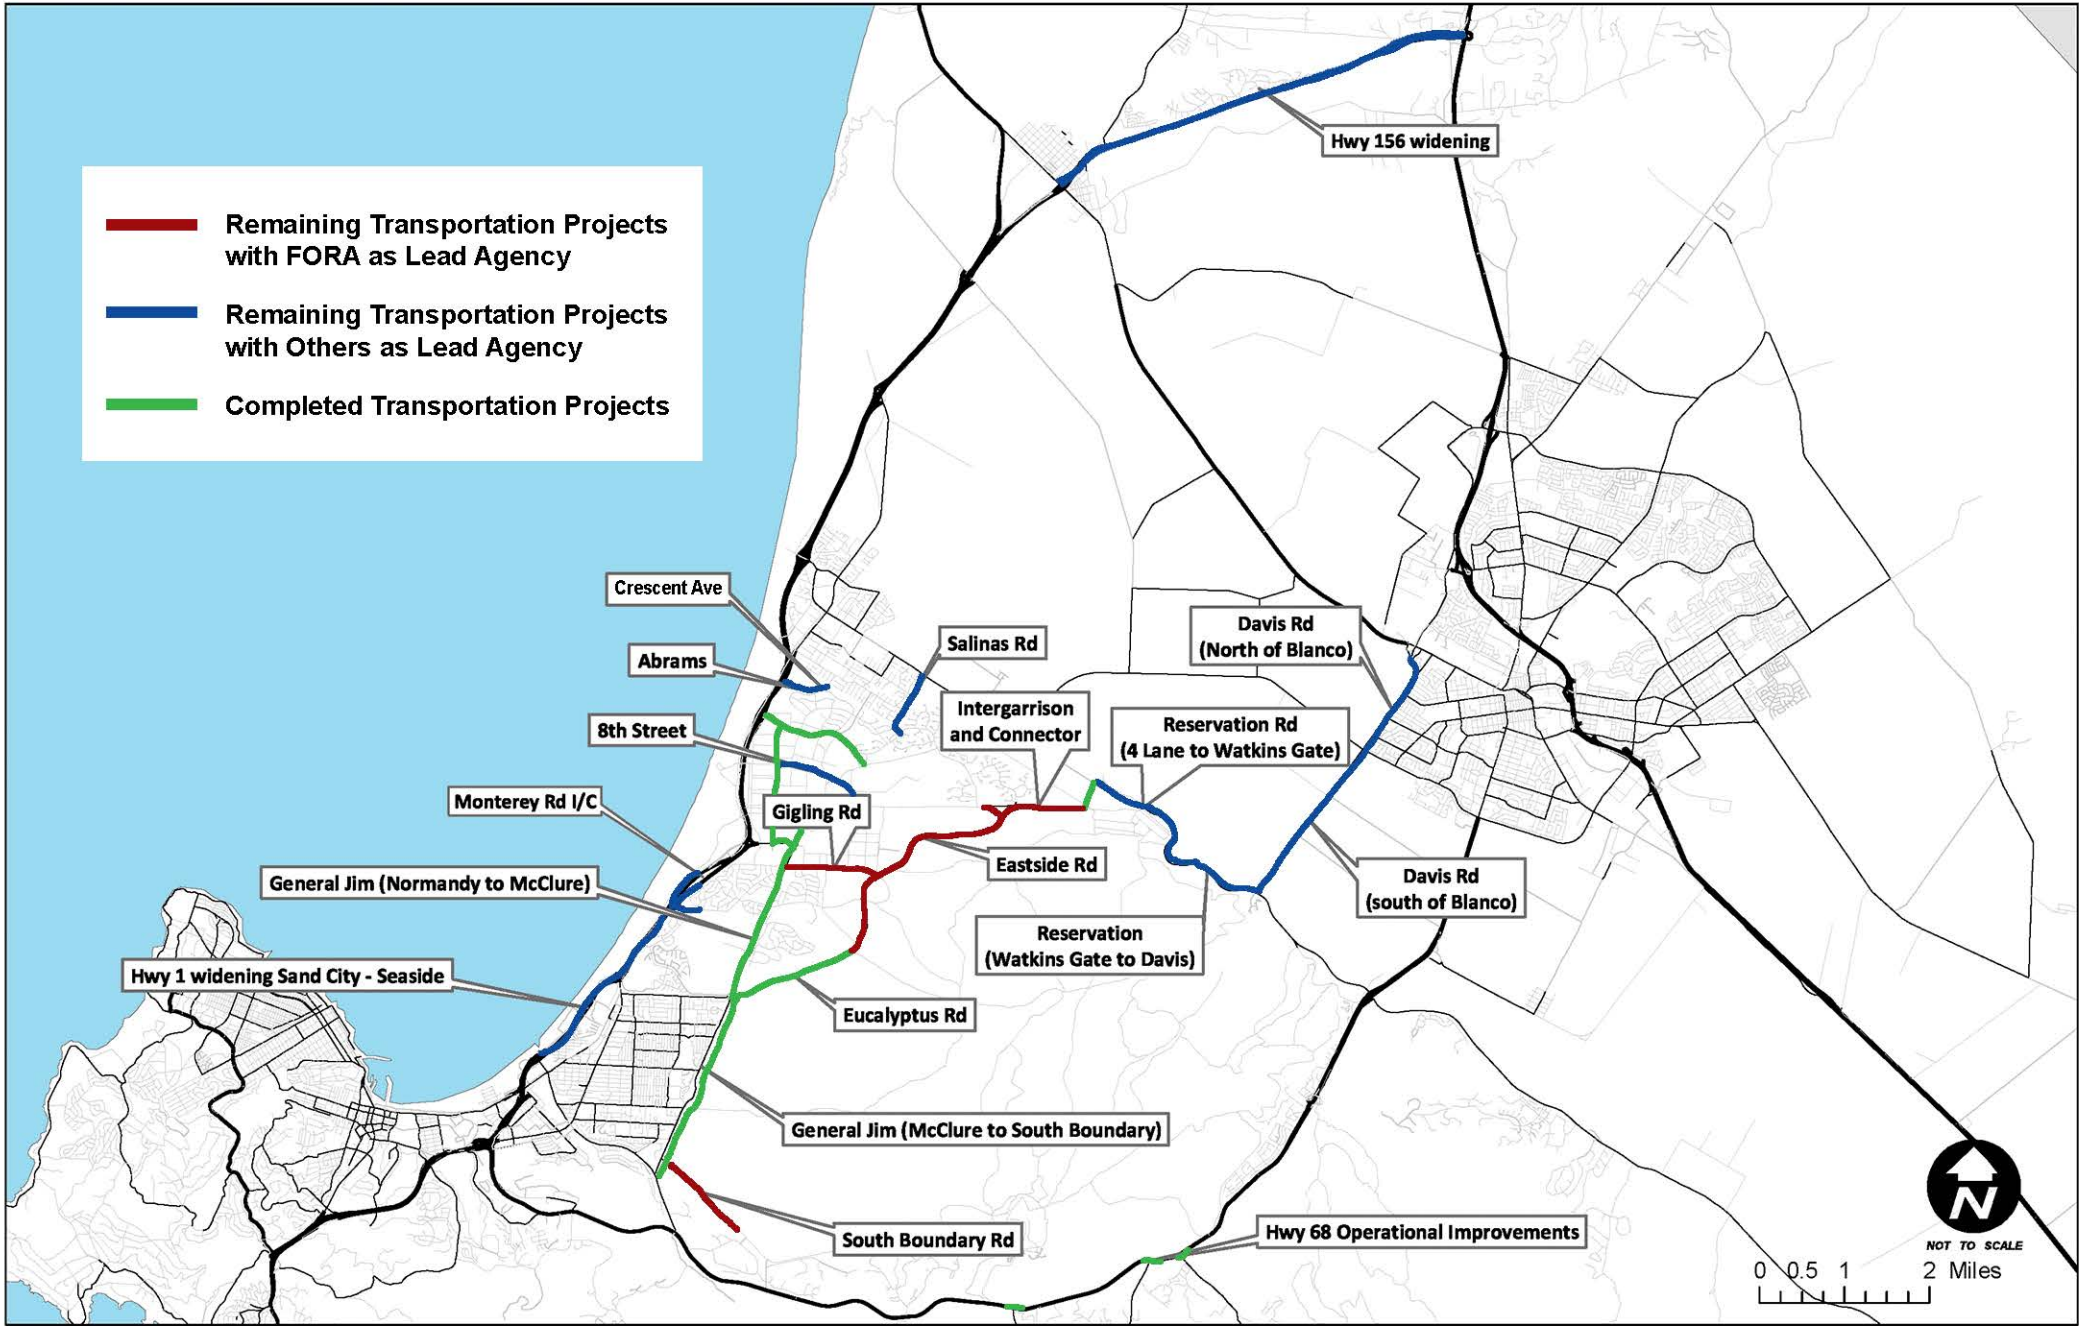 Hwy 156 widening
Remaining Transportation Projects
with FORA as Lead Agency
Remaining Transportation Projects
with Others as Lead Agency
Completed Transportation Projects
Crescent Ave
Abrams
Salinas Rd
Davis Rd
(North of Blanco)
8th Street
Intergarrison
and Connector
Reservation Rd
(4 Lane to Watkins Gate)
Monterey Rd I/C
Gigling Rd
General Jim (Normandy to McClure)
Eastside Rd
Davis Rd
(south of Blanco)
Reservation
(Watkins Gate to Davis)
Hwy 1 widening Sand City - Seaside
Eucalyptus Rd
General Jim (McClure to South Boundary)
South Boundary Rd
Hwy 68 Operational Improvements
N
NOT TO SCALE
0 0.5 1 2 Miles